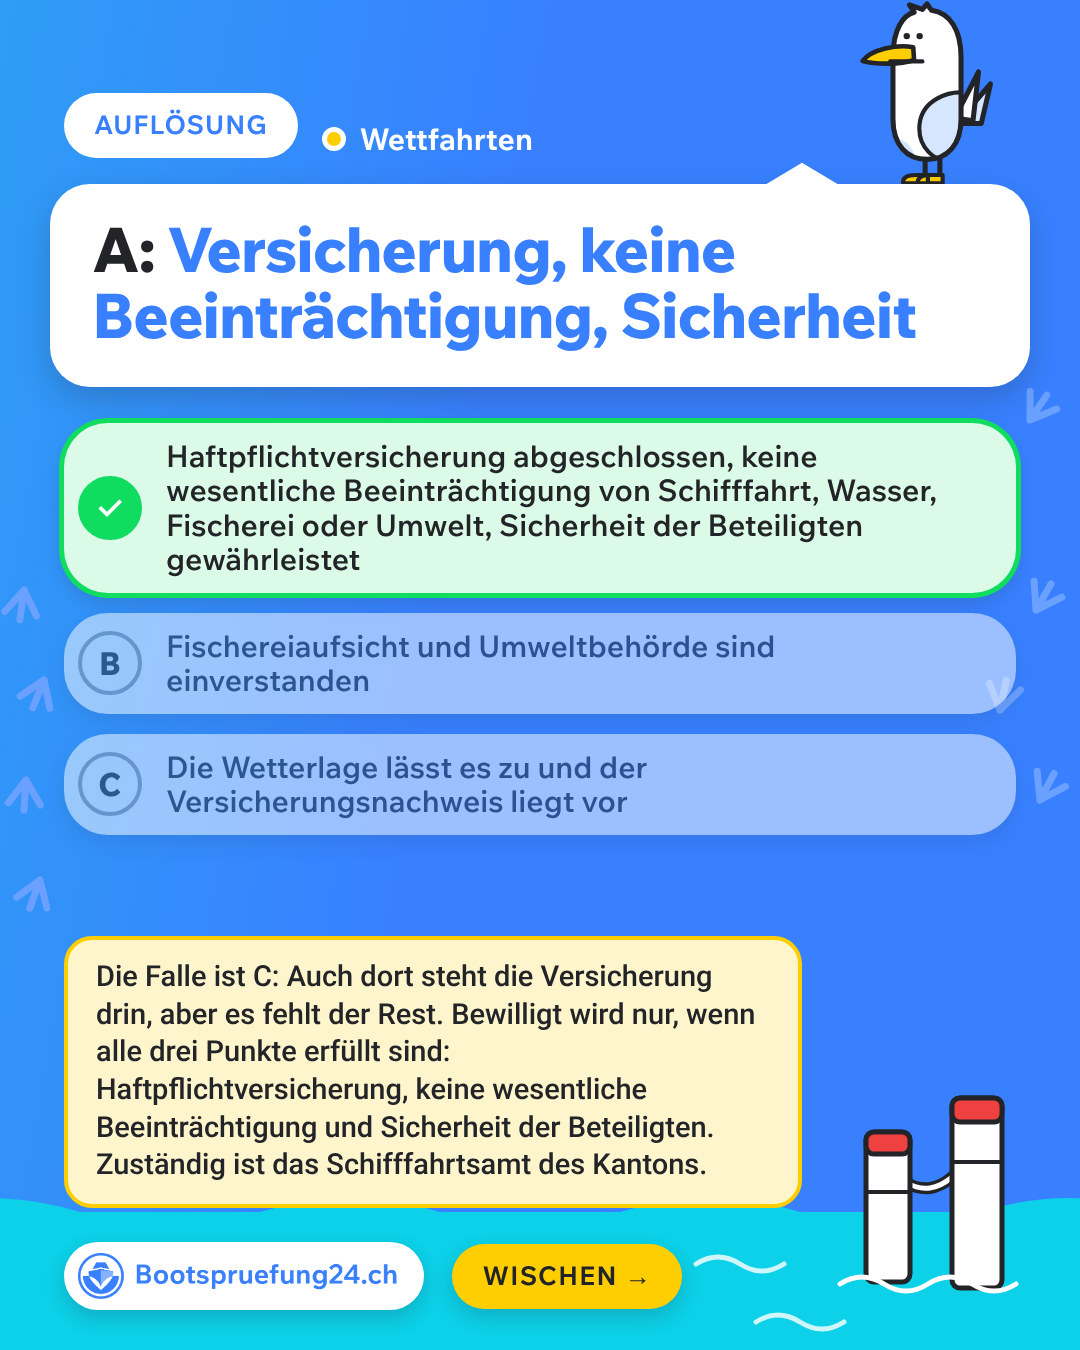 AUFLÖSUNG
Wettfahrten
A: Versicherung, keine
Beeinträchtigung, Sicherheit
Haftpflichtversicherung abgeschlossen, keine
wesentliche Beeinträchtigung von Schifffahrt, Wasser,
Fischerei oder Umwelt, Sicherheit der Beteiligten
gewährleistet
B
Fischereiaufsicht und Umweltbehörde sind
einverstanden
C
Die Wetterlage lässt es zu und der
Versicherungsnachweis liegt vor
Die Falle ist C: Auch dort steht die Versicherung
drin, aber es fehlt der Rest. Bewilligt wird nur, wenn
alle drei Punkte erfüllt sind:
Haftpflichtversicherung, keine wesentliche
Beeinträchtigung und Sicherheit der Beteiligten.
Zuständig ist das Schifffahrtsamt des Kantons.
Bootspruefung24.ch
WISCHEN →